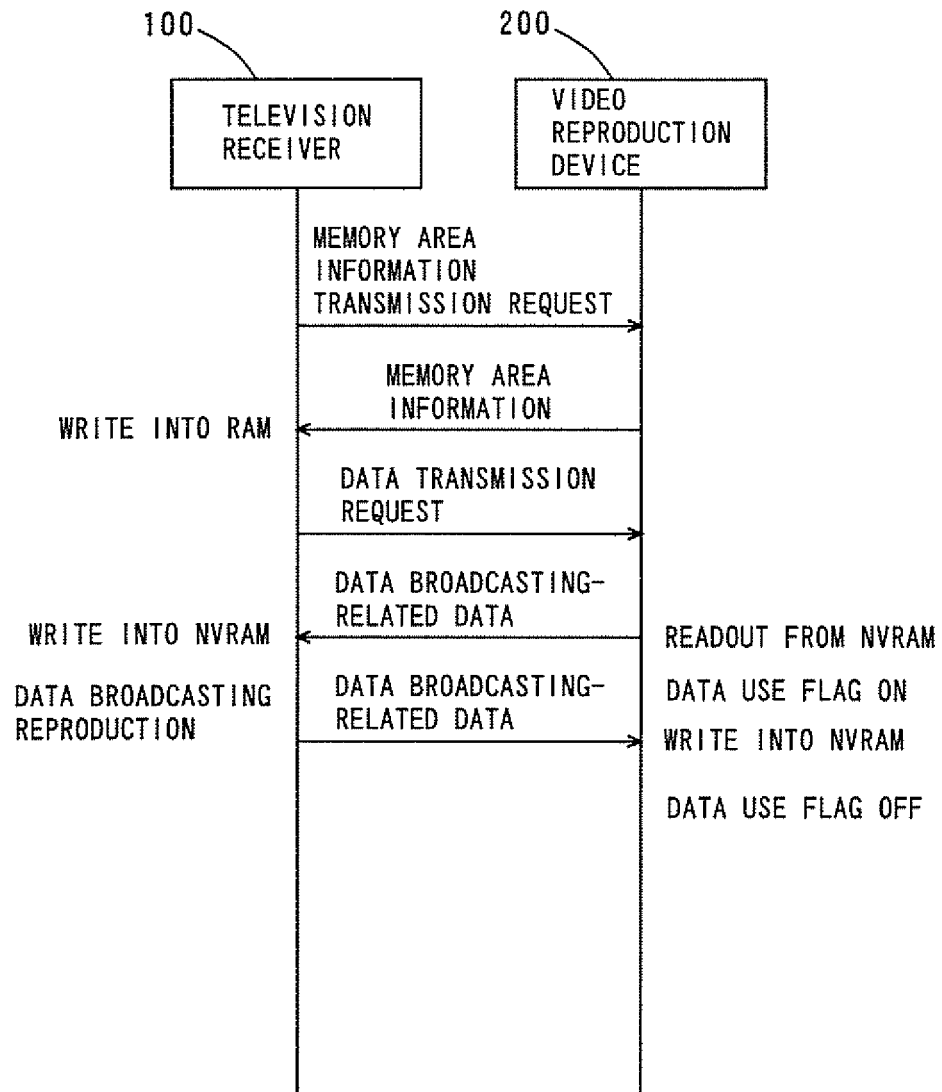 100
200
TELEVISION
RECEIVER
VIDEO
REPRODUCTION
DEVICE
MEMORY AREA
INFORMATION
TRANSMISSION REQUEST
MEMORY AREA
INFORMATION
WRITE INTO RAM
DATA TRANSMISSION
REQUEST
DATA BROADCASTING-
RELATED DATA
WRITE INTO NVRAM
READOUT FROM NVRAM
DATA BROADCASTING
REPRODUCTION
DATA BROADCASTING-
RELATED DATA
DATA USE FLAG ON
WRITE INTO NVRAM
DATA USE FLAG OFF